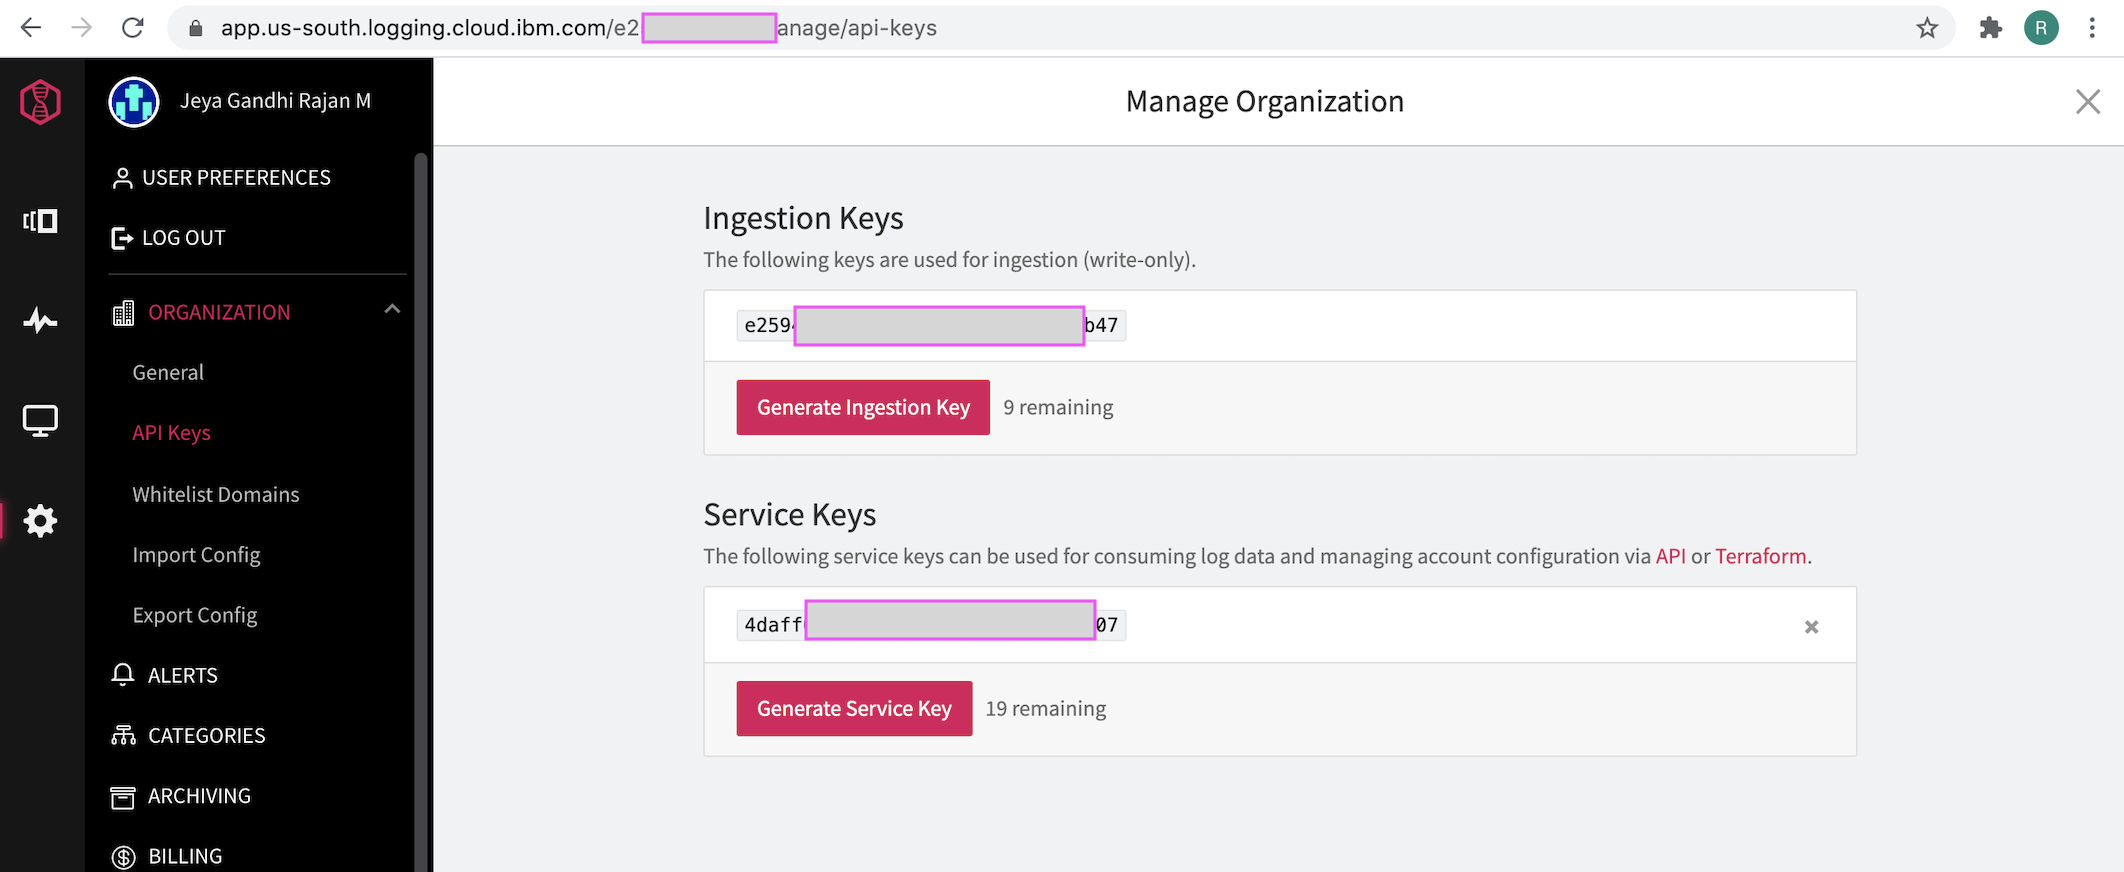 app.us-south.logging.cloud.ibm.com/e2 anage/api-keys
R
Jeya Gandhi Rajan M
Manage Organization
USER PREFERENCES
LOG OUT
ORGANIZATION
General
API Keys
Whitelist Domains
Import Config
Export Config
ALERTS
CATEGORIES
ARCHIVING
BILLING
Ingestion Keys
The following keys are used for ingestion (write-only).
e259 b47
Generate Ingestion Key 9 remaining
Service Keys
The following service keys can be used for consuming log data and managing account configuration via API or Terraform.
4daff 07
Generate Service Key 19 remaining